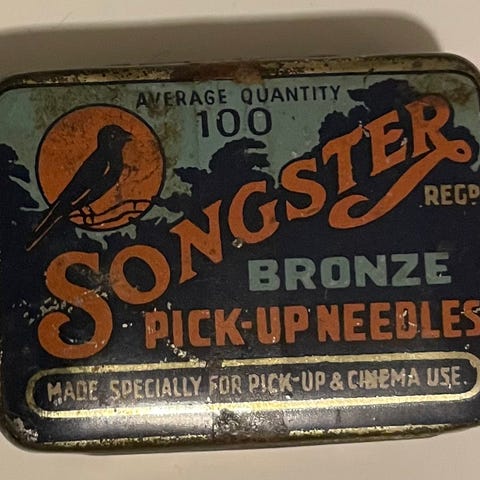 AVERAGE QUANTITY
100
SONGSTER
REGD
BRONZE
PICK-UP NEEDLES
MADE SPECIALLY FOR PICK-UP & CINEMA USE.